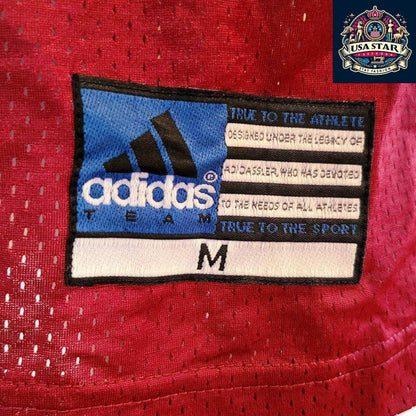 USA STAR
TRUE TO THE ATHLETE
DESIGNED UNDER THE LEGACY OF
ADI DASSLER, WHO HAS DEVOTED
TO THE NEEDS OF ALL ATHLETES
TRUE TO THE SPORT
adidas®
TEAM
M